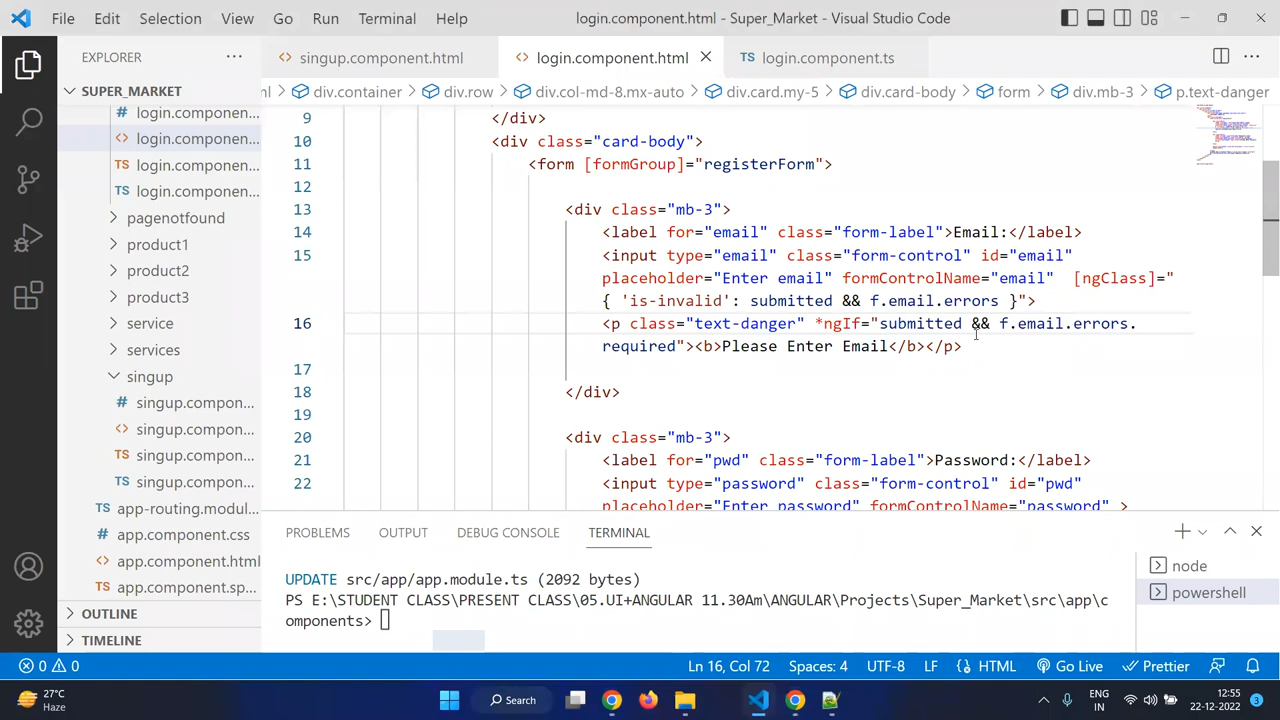 File Edit Selection View Go Run Terminal Help login.component.html - Super_Market - Visual Studio Code
EXPLORER ··· singup.component.html login.component.html TS login.component.ts ···
SUPER_MARKET
ml div.container div.row div.col-md-8.mx-auto div.card.my-5 div.card-body form div.mb-3 p.text-danger
# login.componen...
<> login.componen...
TS login.componen...
TS login.componen...
pagenotfound
product1
product2
product3
service
services
singup
# singup.compon...
<> singup.compon...
TS singup.compon...
TS singup.compon...
TS app-routing.modul...
# app.component.css
<> app.component.html
TS app.component.sp...
OUTLINE
TIMELINE
9 </div>
10 <div class="card-body">
11 <form [formGroup]="registerForm">
12
13 <div class="mb-3">
14 <label for="email" class="form-label">Email:</label>
15 <input type="email" class="form-control" id="email"
placeholder="Enter email" formControlName="email" [ngClass]="
{ 'is-invalid': submitted && f.email.errors }">
16 <p class="text-danger" *ngIf="submitted && f.email.errors.
required"><b>Please Enter Email</b></p>
17
18 </div>
19
20 <div class="mb-3">
21 <label for="pwd" class="form-label">Password:</label>
22 <input type="password" class="form-control" id="pwd"
placeholder="Enter password" formControlName="password" >
PROBLEMS OUTPUT DEBUG CONSOLE TERMINAL
UPDATE src/app/app.module.ts (2092 bytes)
PS E:\STUDENT CLASS\PRESENT CLASS\05.UI+ANGULAR 11.30Am\ANGULAR\Projects\Super_Market\src\app\c
omponents>
node
powershell
0 0 Ln 16, Col 72 Spaces: 4 UTF-8 LF HTML Go Live Prettier
27°C
Haze
Search
ENG
IN
12:55
22-12-2022
3